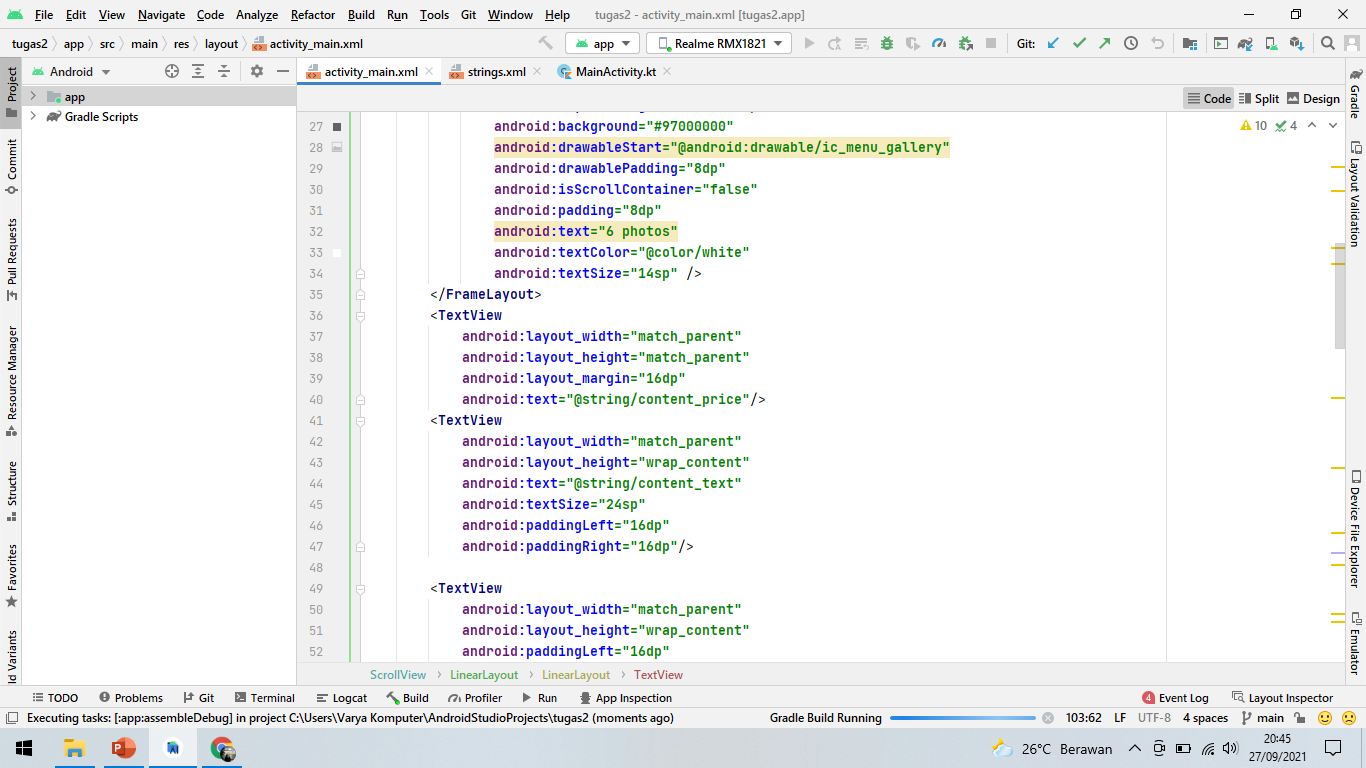 File Edit View Navigate Code Analyze Refactor Build Run Tools Git Window Help tugas2 - activity_main.xml [tugas2.app]
tugas2 app src main res layout activity_main.xml app Realme RMX1821 Git:
Project
Commit
Pull Requests
Resource Manager
Structure
Favorites
ld Variants
Android
app
Gradle Scripts
activity_main.xml strings.xml MainActivity.kt
Code Split Design
10 4
27 android:background="#97000000"
28 android:drawableStart="@android:drawable/ic_menu_gallery"
29 android:drawablePadding="8dp"
30 android:isScrollContainer="false"
31 android:padding="8dp"
32 android:text="6 photos"
33 android:textColor="@color/white"
34 android:textSize="14sp" />
35 </FrameLayout>
36 <TextView
37 android:layout_width="match_parent"
38 android:layout_height="match_parent"
39 android:layout_margin="16dp"
40 android:text="@string/content_price"/>
41 <TextView
42 android:layout_width="match_parent"
43 android:layout_height="wrap_content"
44 android:text="@string/content_text"
45 android:textSize="24sp"
46 android:paddingLeft="16dp"
47 android:paddingRight="16dp"/>
48
49 <TextView
50 android:layout_width="match_parent"
51 android:layout_height="wrap_content"
52 android:paddingLeft="16dp"
ScrollView LinearLayout LinearLayout TextView
Gradle
Layout Validation
Device File Explorer
Emulator
TODO Problems Git Terminal Logcat Build Profiler Run App Inspection 4 Event Log Layout Inspector
Executing tasks: [:app:assembleDebug] in project C:\Users\Varya Komputer\AndroidStudioProjects\tugas2 (moments ago) Gradle Build Running 103:62 LF UTF-8 4 spaces main
26°C Berawan
20:45
27/09/2021